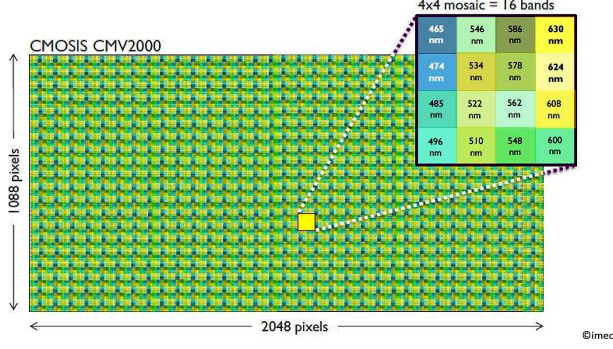 4x4 mosaic = 16 bands
CMOSIS CMV2000
465 nm 546 nm 586 nm 630 nm
474 nm 534 nm 578 nm 624 nm
485 nm 522 nm 562 nm 608 nm
496 nm 510 nm 548 nm 600 nm
1088 pixels
2048 pixels
©imec